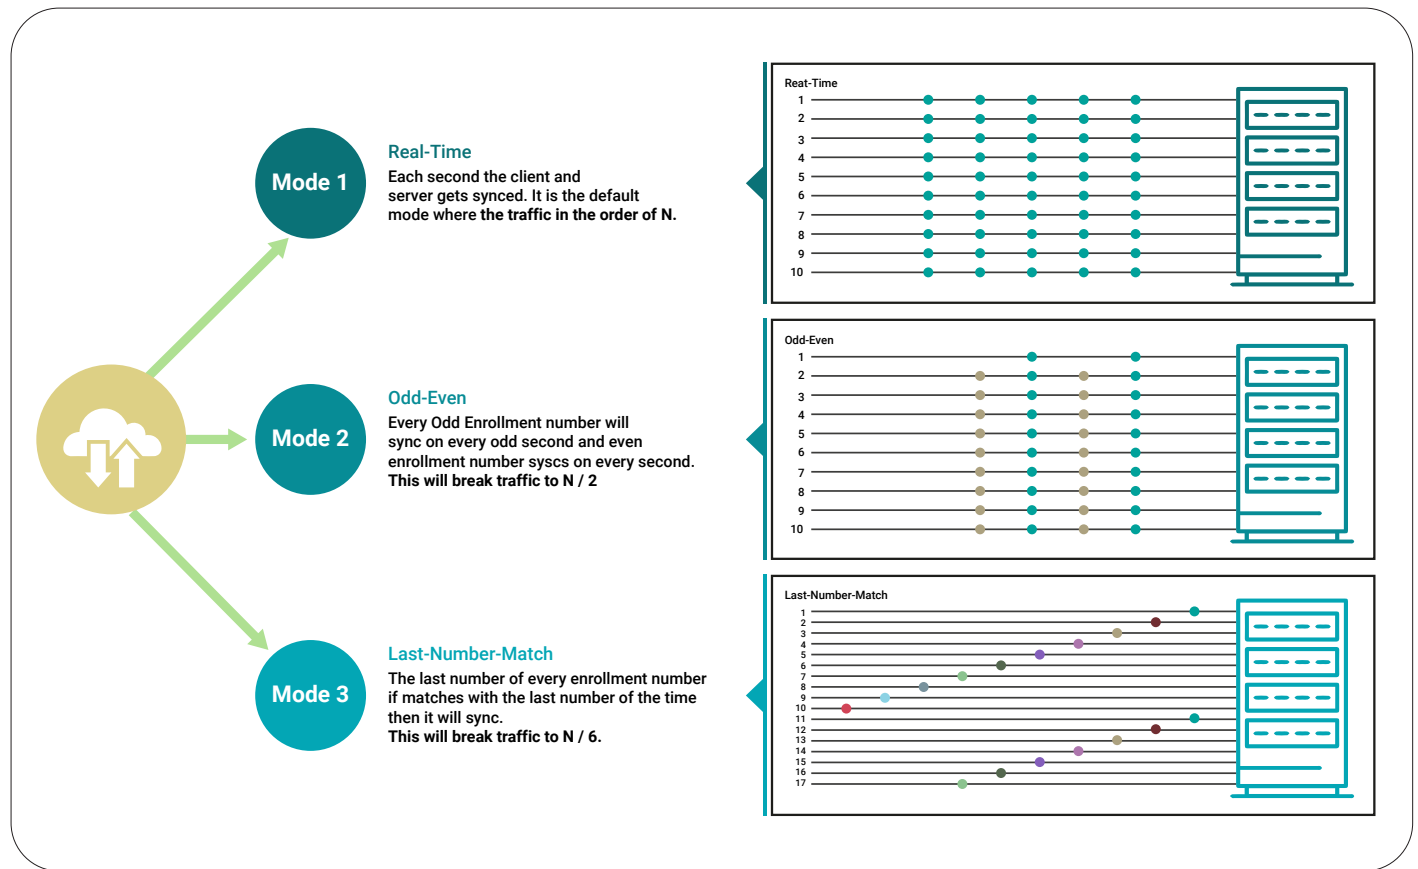 Mode 1
Real-Time
Each second the client and
server gets synced. It is the default
mode where the traffic in the order of N.
Reat-Time
1
2
3
4
5
6
7
8
9
10
Mode 2
Odd-Even
Every Odd Enrollment number will
sync on every odd second and even
enrollment number syscs on every second.
This will break traffic to N / 2
Odd-Even
1
2
3
4
5
6
7
8
9
10
Mode 3
Last-Number-Match
The last number of every enrollment number
if matches with the last number of the time
then it will sync.
This will break traffic to N / 6.
Last-Number-Match
1
2
3
4
5
6
7
8
9
10
11
12
13
14
15
16
17